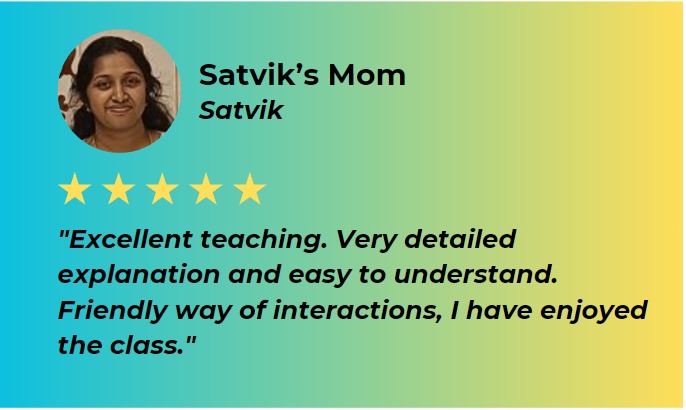 Satvik’s Mom
Satvik
"Excellent teaching. Very detailed
explanation and easy to understand.
Friendly way of interactions, I have enjoyed
the class."